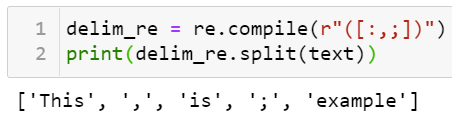 1 delim_re = re.compile(r"([:,;])")
2 print(delim_re.split(text))
['This', ',', 'is', ';', 'example']